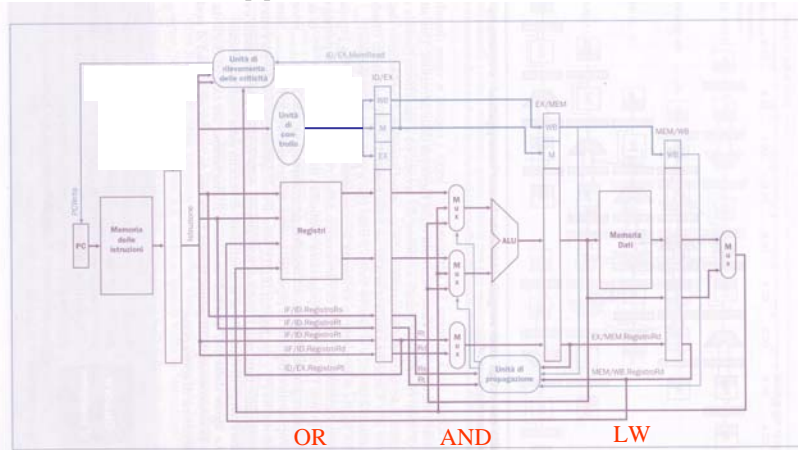 Unità di
rilevamento
delle criticità
ID/EX.MemRead
ID/EX
WB
M
EX
Unità
di
con.
trollo
EX/MEM
WB
M
MEM/WB
WB
PCWrite
PC
Memoria
delle
istruzioni
Istruzione
Registri
M
u
x
M
u
x
M
u
x
ALU
Memoria
Dati
M
u
x
IF/ID.RegistroRs
IF/ID.RegistroRt
IF/ID.RegistroRt
IF/ID.RegistroRd
ID/EX.RegistroRt
Rt
Rd
Rs
Rt
Unità di
propagazione
EX/MEM.RegistroRd
MEM/WB.RegistroRd
OR
AND
LW